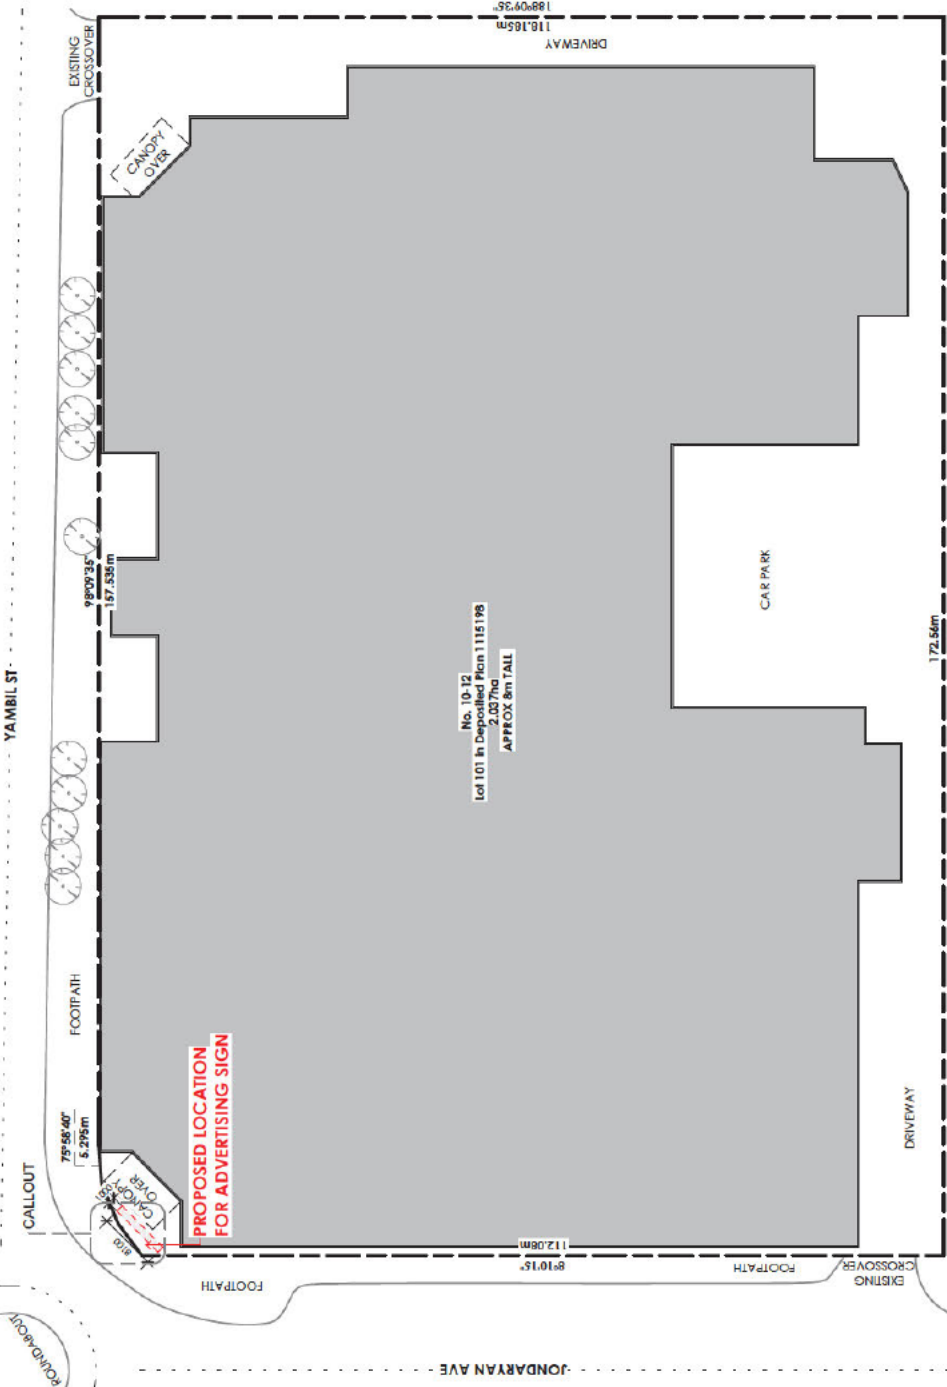 YAMBIL ST
EXISTING
CROSSOVER
188°09'35"
118.185m
DRIVEWAY
CANOPY
OVER
98°09'35"
157.535m
No. 10-12
Lot 101 in Deposited Plan 1115198
2.037ha
APPROX 8m TALL
CAR PARK
172.56m
FOOTPATH
75°58'40"
5.295m
CALLOUT
1000
CANOPY
OVER
8100
PROPOSED LOCATION
FOR ADVERTISING SIGN
DRIVEWAY
112.08m
8°10'15"
FOOTPATH
FOOTPATH
EXISTING
CROSSOVER
ROUNDABOUT
JONDARYAN AVE